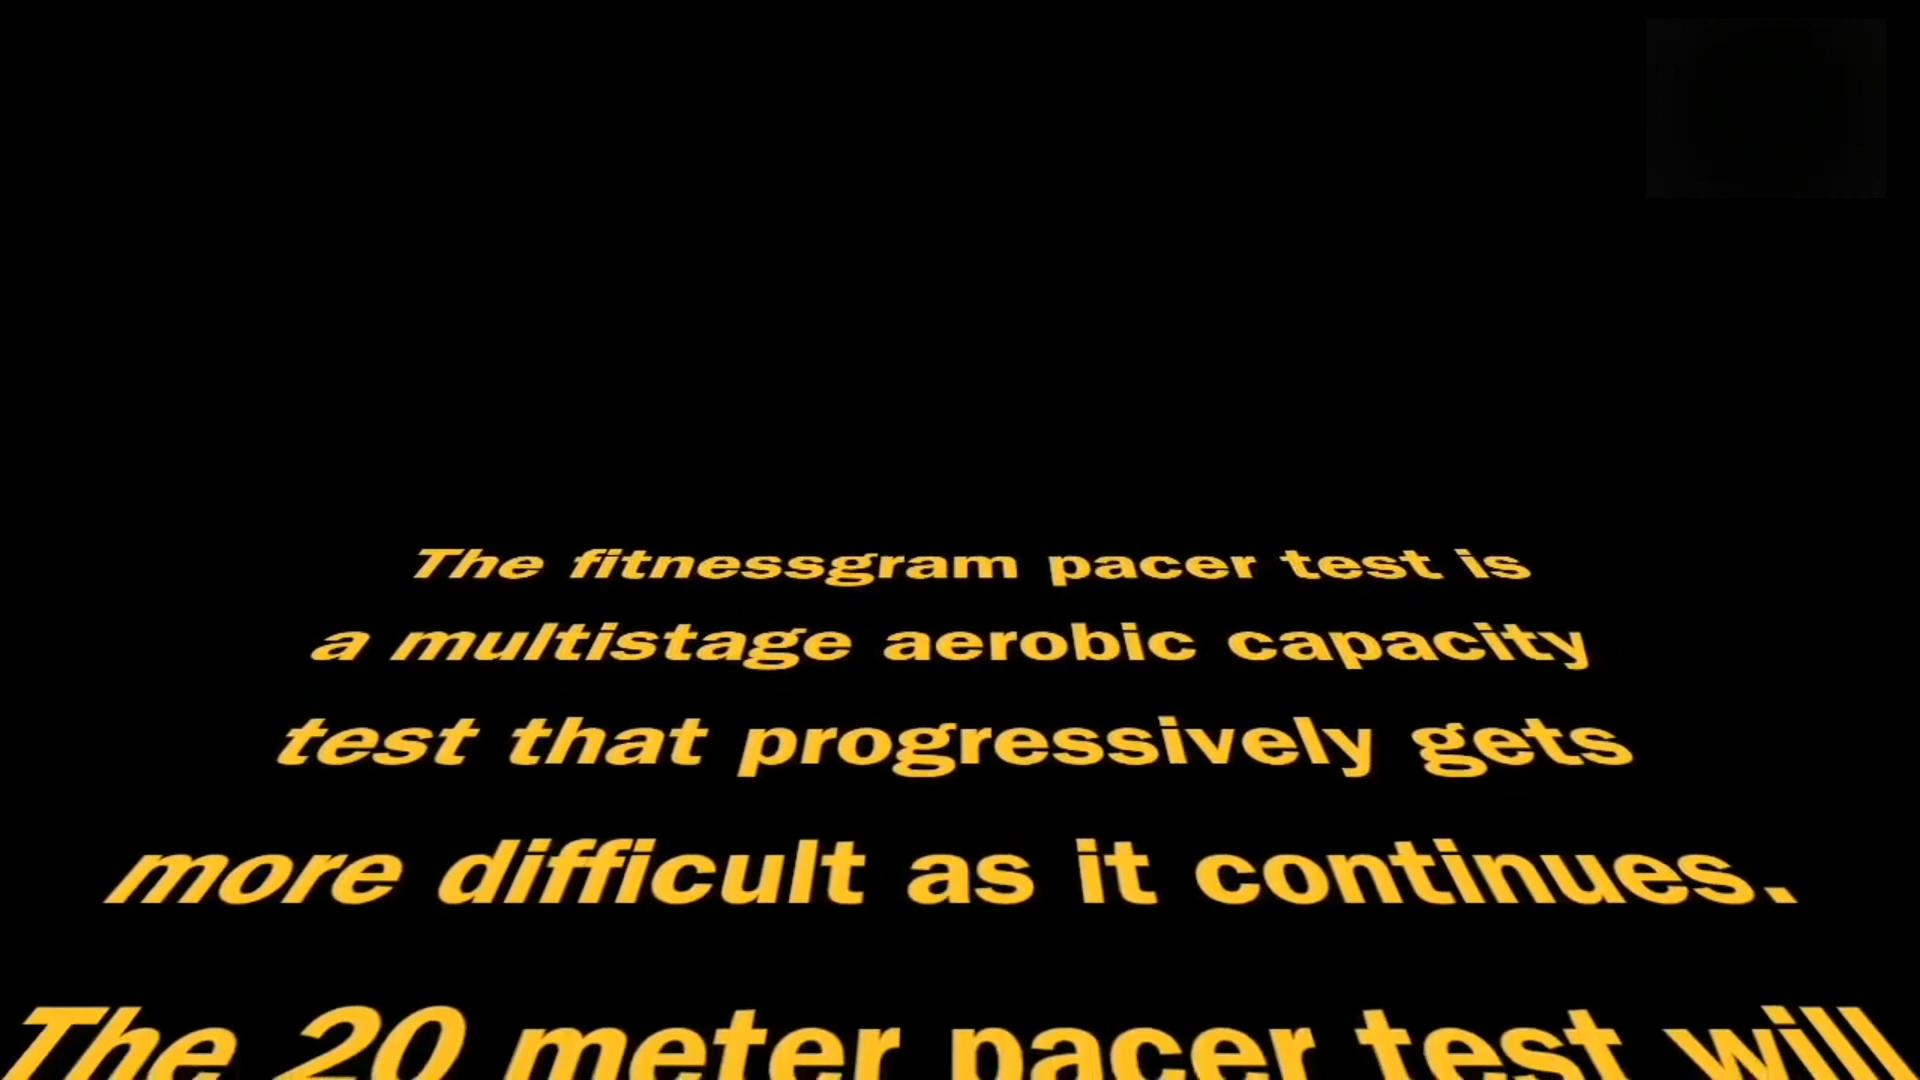 The fitnessgram pacer test is
a multistage aerobic capacity
test that progressively gets
more difficult as it continues.
The 20 meter pacer test will